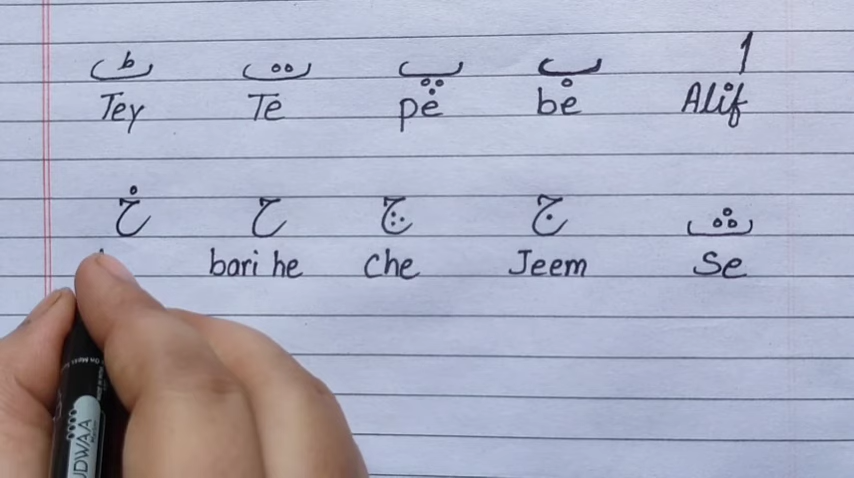 ا ب پ ت ٹ
Alif be pe Te Tey
ث ج چ ح خ
Se Jeem che bari he